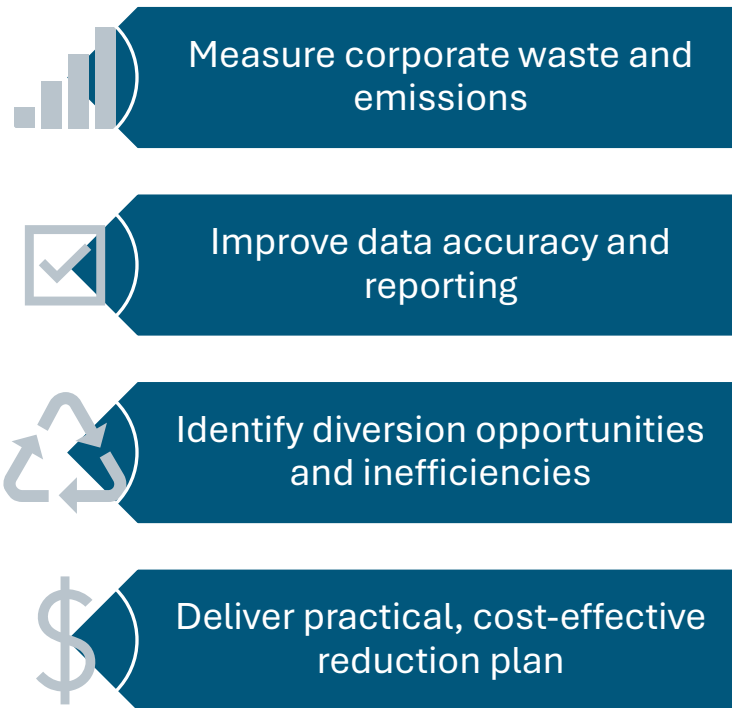 Measure corporate waste and
emissions
Improve data accuracy and
reporting
Identify diversion opportunities
and inefficiencies
Deliver practical, cost-effective
reduction plan